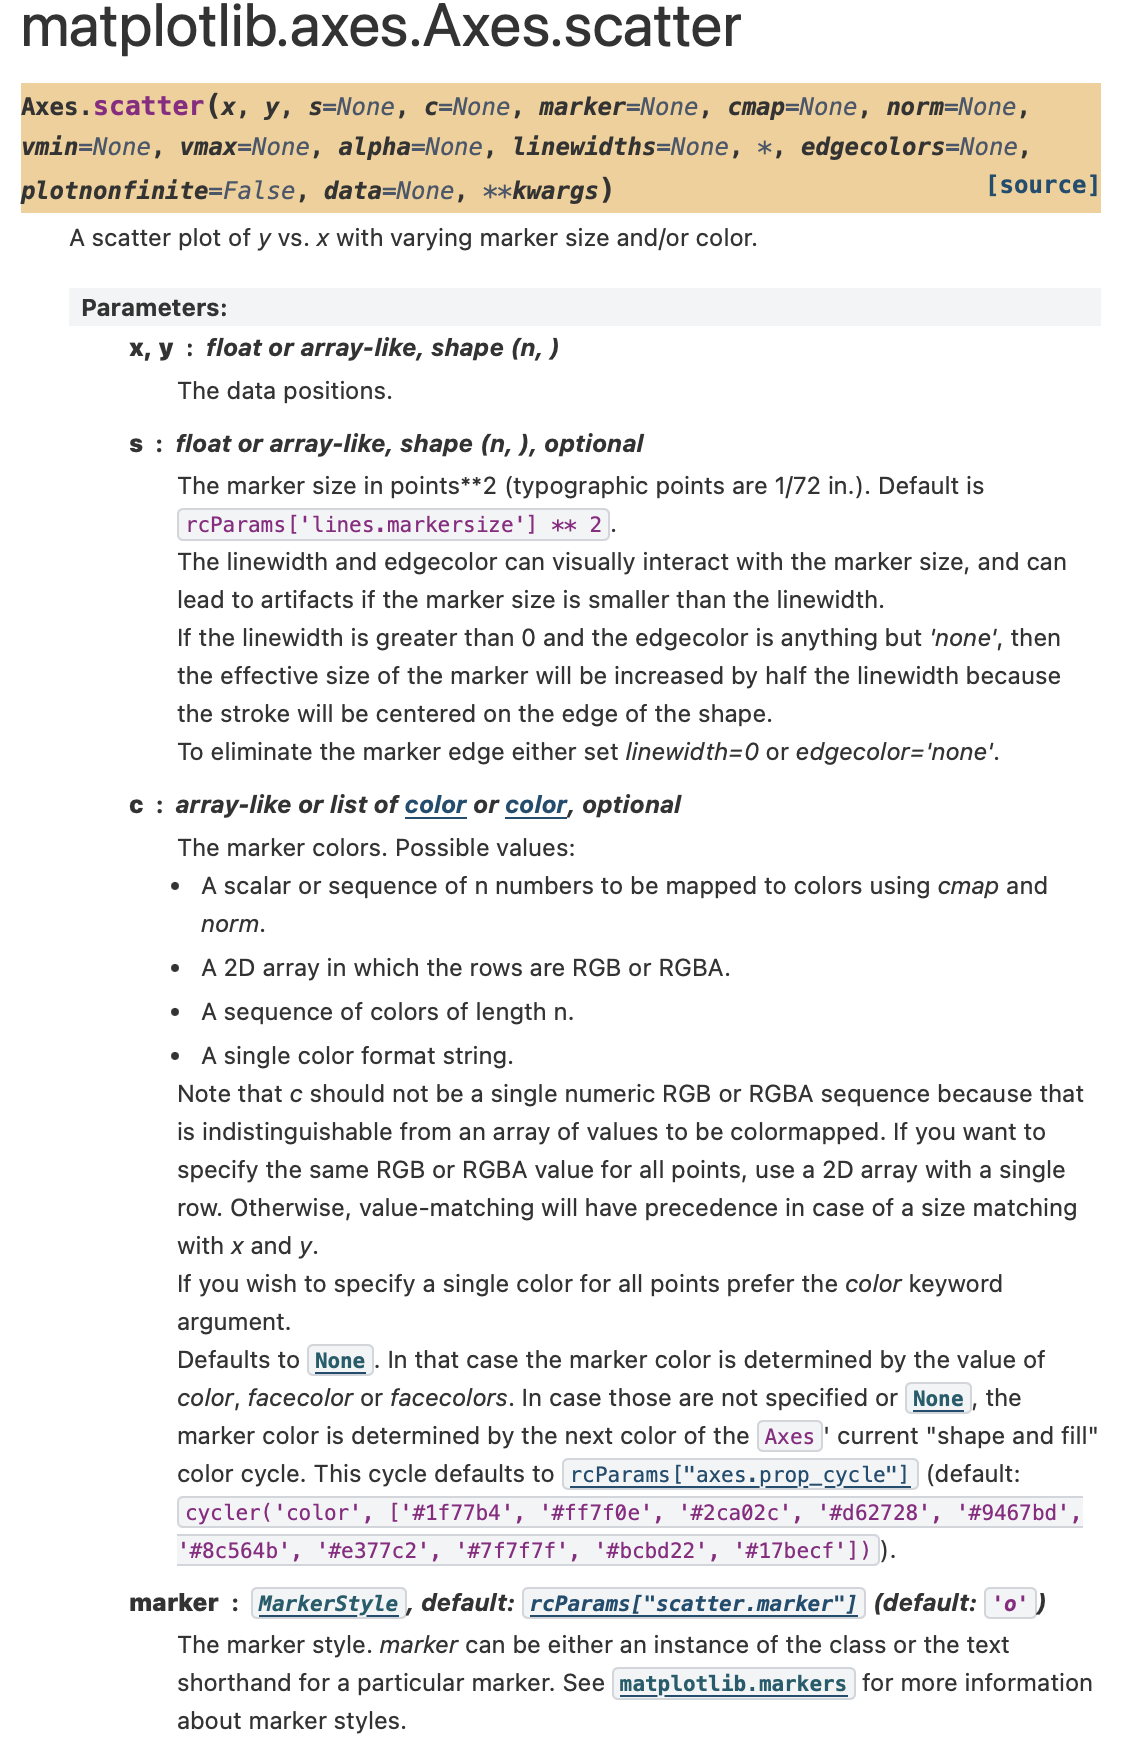 matplotlib.axes.Axes.scatter
Axes.scatter(x, y, s=None, c=None, marker=None, cmap=None, norm=None,
vmin=None, vmax=None, alpha=None, linewidths=None, *, edgecolors=None,
plotnonfinite=False, data=None, **kwargs) [source]
A scatter plot of y vs. x with varying marker size and/or color.
Parameters:
x, y : float or array-like, shape (n, )
The data positions.
s : float or array-like, shape (n, ), optional
The marker size in points**2 (typographic points are 1/72 in.). Default is
rcParams['lines.markersize'] ** 2.
The linewidth and edgecolor can visually interact with the marker size, and can
lead to artifacts if the marker size is smaller than the linewidth.
If the linewidth is greater than 0 and the edgecolor is anything but 'none', then
the effective size of the marker will be increased by half the linewidth because
the stroke will be centered on the edge of the shape.
To eliminate the marker edge either set linewidth=0 or edgecolor='none'.
c : array-like or list of color or color, optional
The marker colors. Possible values:
• A scalar or sequence of n numbers to be mapped to colors using cmap and
norm.
• A 2D array in which the rows are RGB or RGBA.
• A sequence of colors of length n.
• A single color format string.
Note that c should not be a single numeric RGB or RGBA sequence because that
is indistinguishable from an array of values to be colormapped. If you want to
specify the same RGB or RGBA value for all points, use a 2D array with a single
row. Otherwise, value-matching will have precedence in case of a size matching
with x and y.
If you wish to specify a single color for all points prefer the color keyword
argument.
Defaults to None. In that case the marker color is determined by the value of
color, facecolor or facecolors. In case those are not specified or None, the
marker color is determined by the next color of the Axes' current "shape and fill"
color cycle. This cycle defaults to rcParams["axes.prop_cycle"] (default:
cycler('color', ['#1f77b4', '#ff7f0e', '#2ca02c', '#d62728', '#9467bd',
'#8c564b', '#e377c2', '#7f7f7f', '#bcbd22', '#17becf'])).
marker : MarkerStyle, default: rcParams["scatter.marker"] (default: 'o')
The marker style. marker can be either an instance of the class or the text
shorthand for a particular marker. See matplotlib.markers for more information
about marker styles.